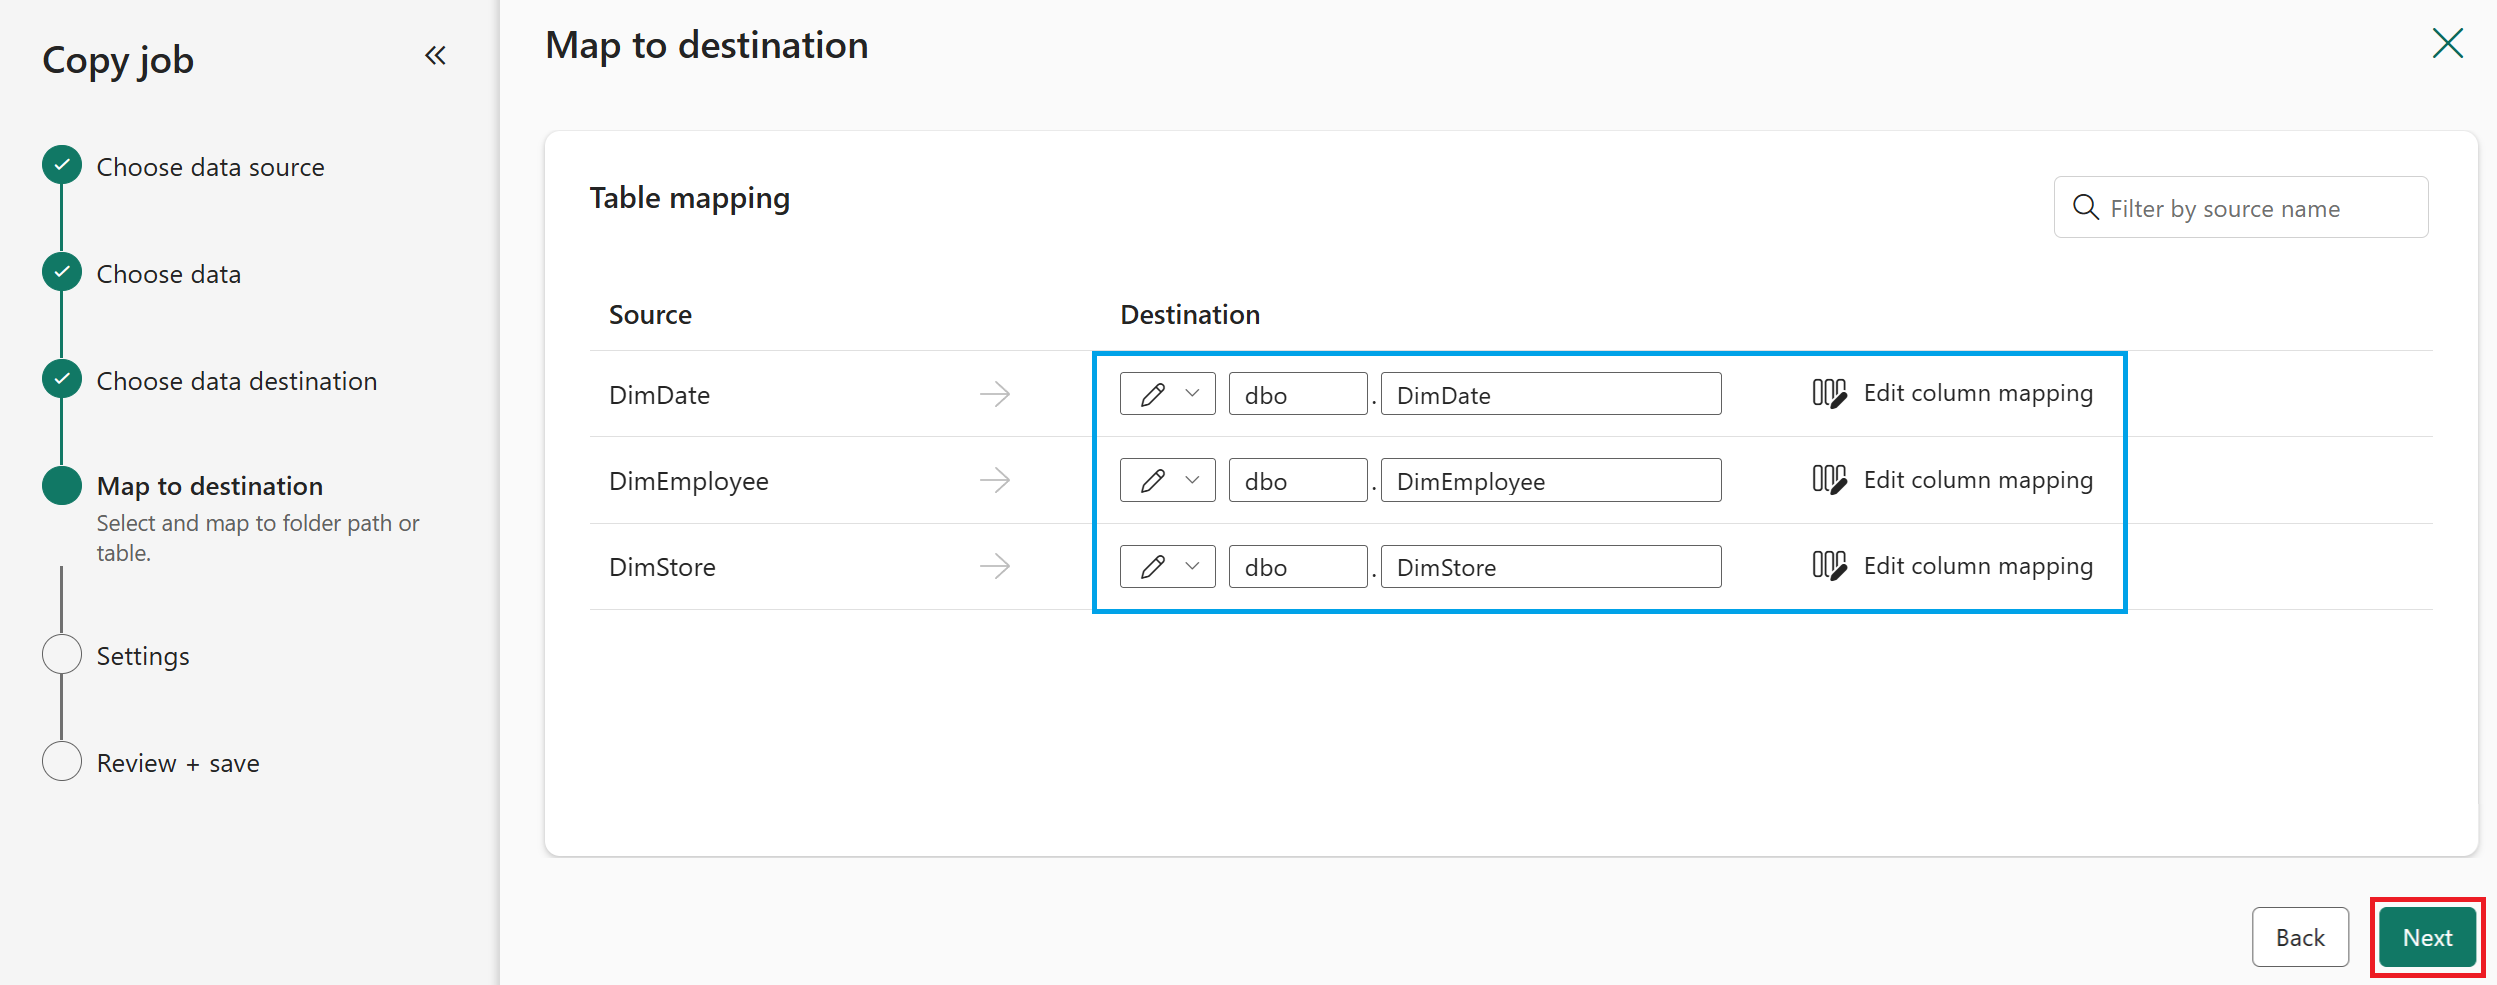 Copy job
Choose data source
Choose data
Choose data destination
Map to destination
Select and map to folder path or
table.
Settings
Review + save
Map to destination
Table mapping
Filter by source name
Source Destination
DimDate dbo . DimDate Edit column mapping
DimEmployee dbo . DimEmployee Edit column mapping
DimStore dbo . DimStore Edit column mapping
Back Next